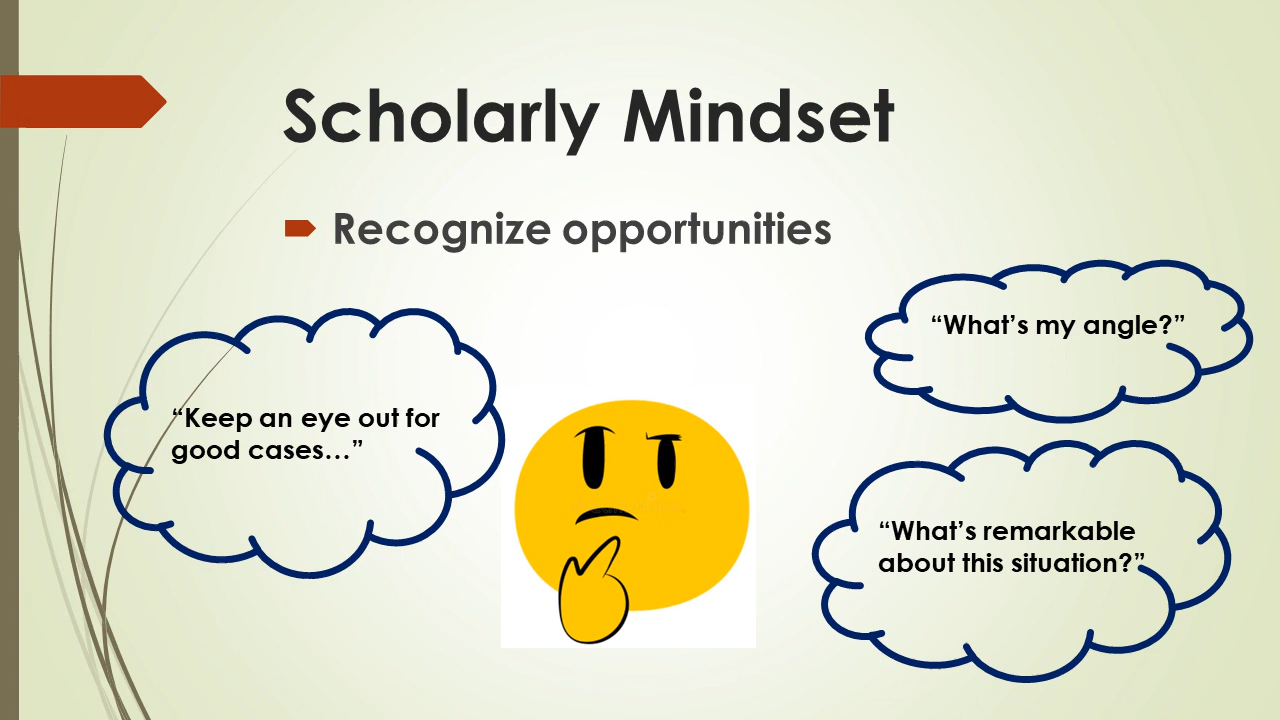 Scholarly Mindset
Recognize opportunities
“What’s my angle?”
“Keep an eye out for
good cases…”
“What’s remarkable
about this situation?”